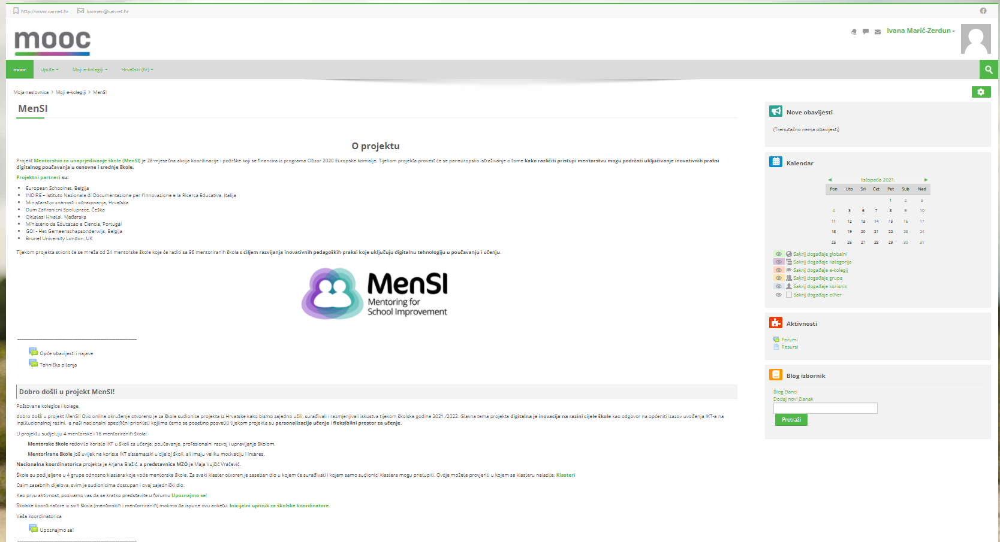 http://www.carnet.hr loomen@carnet.hr
mooc
Ivana Marić-Zerdun
mooc Upute Moji e-kolegiji Hrvatski (hr)
Moja naslovnica Moji e-kolegiji MenSI
MenSI
O projektu
Projekt Mentorstvo za unaprjeđivanje škole (MenSI) je 28-mjesečna akcija koordinacije i podrške koji se financira iz programa Obzor 2020 Europske komisije. Tijekom projekta provest će se paneuropsko istraživanje o tome kako različiti pristupi mentorstvu mogu podržati uključivanje inovativnih praksi
digitalnog poučavanja u osnovne i srednje škole.
Projektni partneri su:
European Schoolnet, Belgija
INDIRE – Istituto Nazionale di Documentazione per l'Innovazione e la Ricerca Educativa, Italija
Ministarstvo znanosti i obrazovanja, Hrvatska
Dum Zahranicni Spoluprace, Češka
Oktatasi Hivatal, Mađarska
Ministerio da Educacao e Ciencia, Portugal
GO! - Het Gemeenschapsonderwijs, Belgija
Brunel University London, UK
Tijekom projekta stvorit će se mreža od 24 mentorske škole koje će raditi sa 96 mentoriranih škola s ciljem razvijanja inovativnih pedagoških praksi koje uključuju digitalnu tehnologiju u poučavanju i učenju.
MenSI
Mentoring for
School Improvement
Opće obavijesti i najave
Tehnička pitanja
Dobro došli u projekt MenSI!
Poštovane kolegice i kolege,
dobro došli u projekt MenSI! Ovo online okruženje otvoreno je za škole sudionice projekta iz Hrvatske kako bismo zajedno učili, surađivali i razmjenjivali iskustva tijekom školske godine 2021./2022. Glavna tema projekta digitalna je inovacija na razini cijele škole kao odgovor na općeniti izazov uvođenja IKT-a na
institucionalnoj razini, a naši nacionalni specifični prioriteti kojima ćemo se posebno posvetiti tijekom projekta su personalizacija učenja i fleksibilni prostor za učenje.
U projektu sudjeluju 4 mentorske i 16 mentoriranih škola:
Mentorske škole redovito koriste IKT u školi za učenje, poučavanje, profesionalni razvoj i upravljanje školom.
Mentorirane škole još uvijek ne koriste IKT sistematski u cijeloj školi, ali imaju veliku motivaciju i interes.
Nacionalna koordinatorica projekta je Arjana Blažić, a predstavnica MZO je Maja Vujčić Vračević.
Škole su podijeljene u 4 grupe odnosno klastera koje vode mentorske škole. Za svaki klaster otvoren je zaseban dio u kojem će surađivati i kojem samo sudionici klastera mogu pristupiti. Ovdje možete provjeriti u kojem se klasteru nalazite: Klasteri
Osim zasebnih dijelova, svim je sudionicima dostupan i ovaj zajednički dio.
Kao prvu aktivnost, pozivamo vas da se kratko predstavite u forumu Upoznajmo se!
Školske koordinatore iz svih škola (mentorskih i mentorriranih) molimo da ispune ovu anketu: Inicijalni upitnik za školske koordinatore.
Vaša koordinatorica
Upoznajmo se!
Nove obavijesti
(Trenutačno nema obavijesti)
Kalendar
◄ listopada 2021. ►
Pon Uto Sri Čet Pet Sub Ned
1 2 3
4 5 6 7 8 9 10
11 12 13 14 15 16 17
18 19 20 21 22 23 24
25 26 27 28 29 30 31
Sakrij događaje globalni
Sakrij događaje kategorija
Sakrij događaje e-kolegij
Sakrij događaje grupa
Sakrij događaje korisnik
Sakrij događaje other
Aktivnosti
Forumi
Resursi
Blog izbornik
Blog članci
Dodaj novi članak
Pretraži